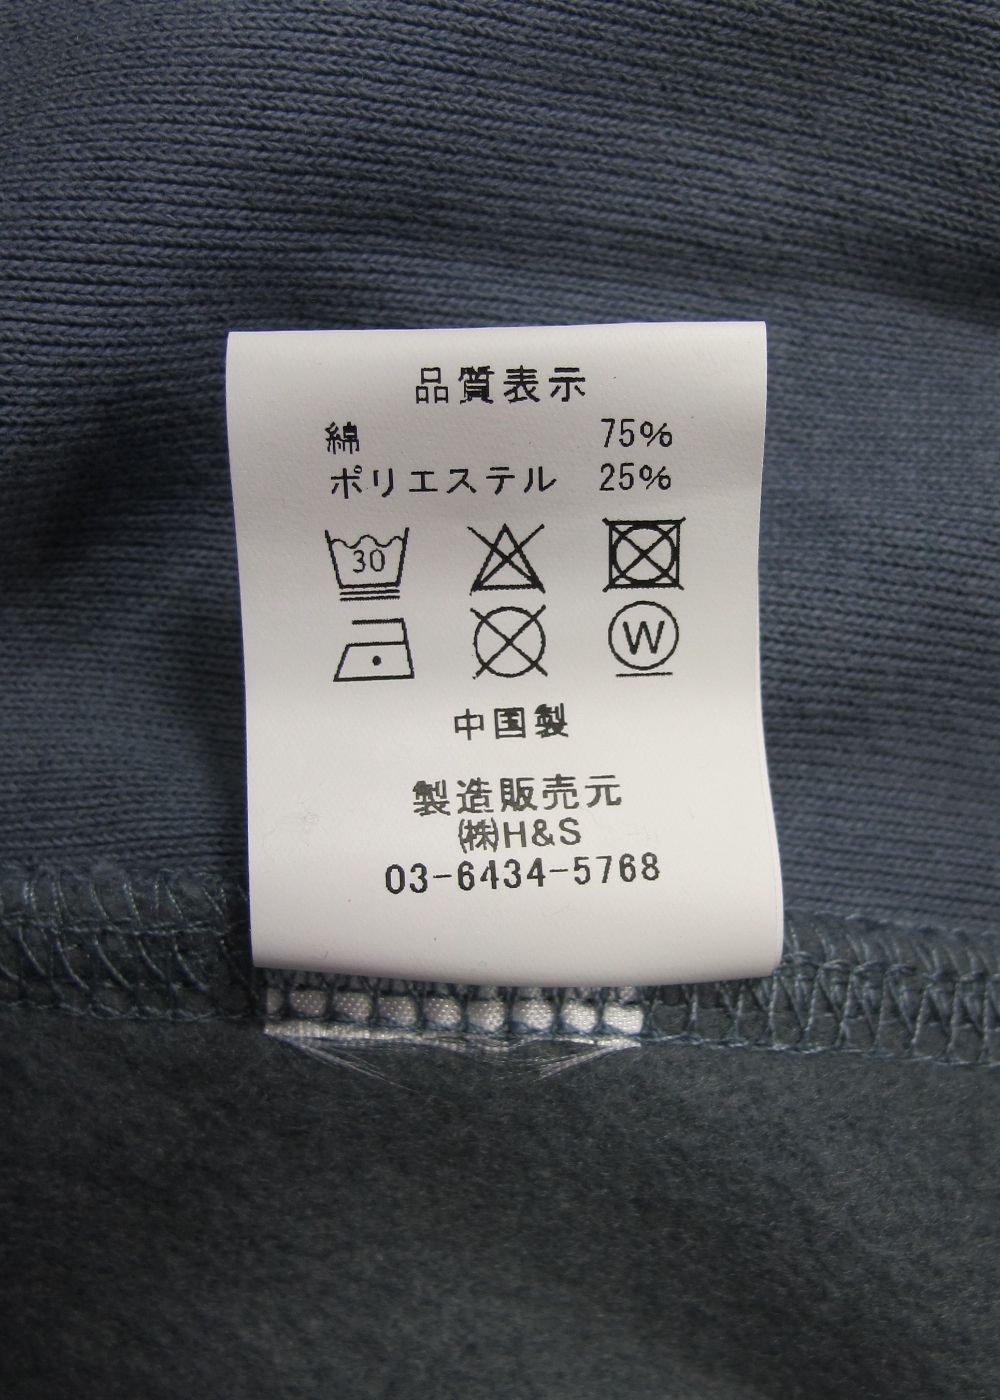 品質表示
綿 75%
ポリエステル 25%
30
W
中国製
製造販売元
㈱H&S
03-6434-5768